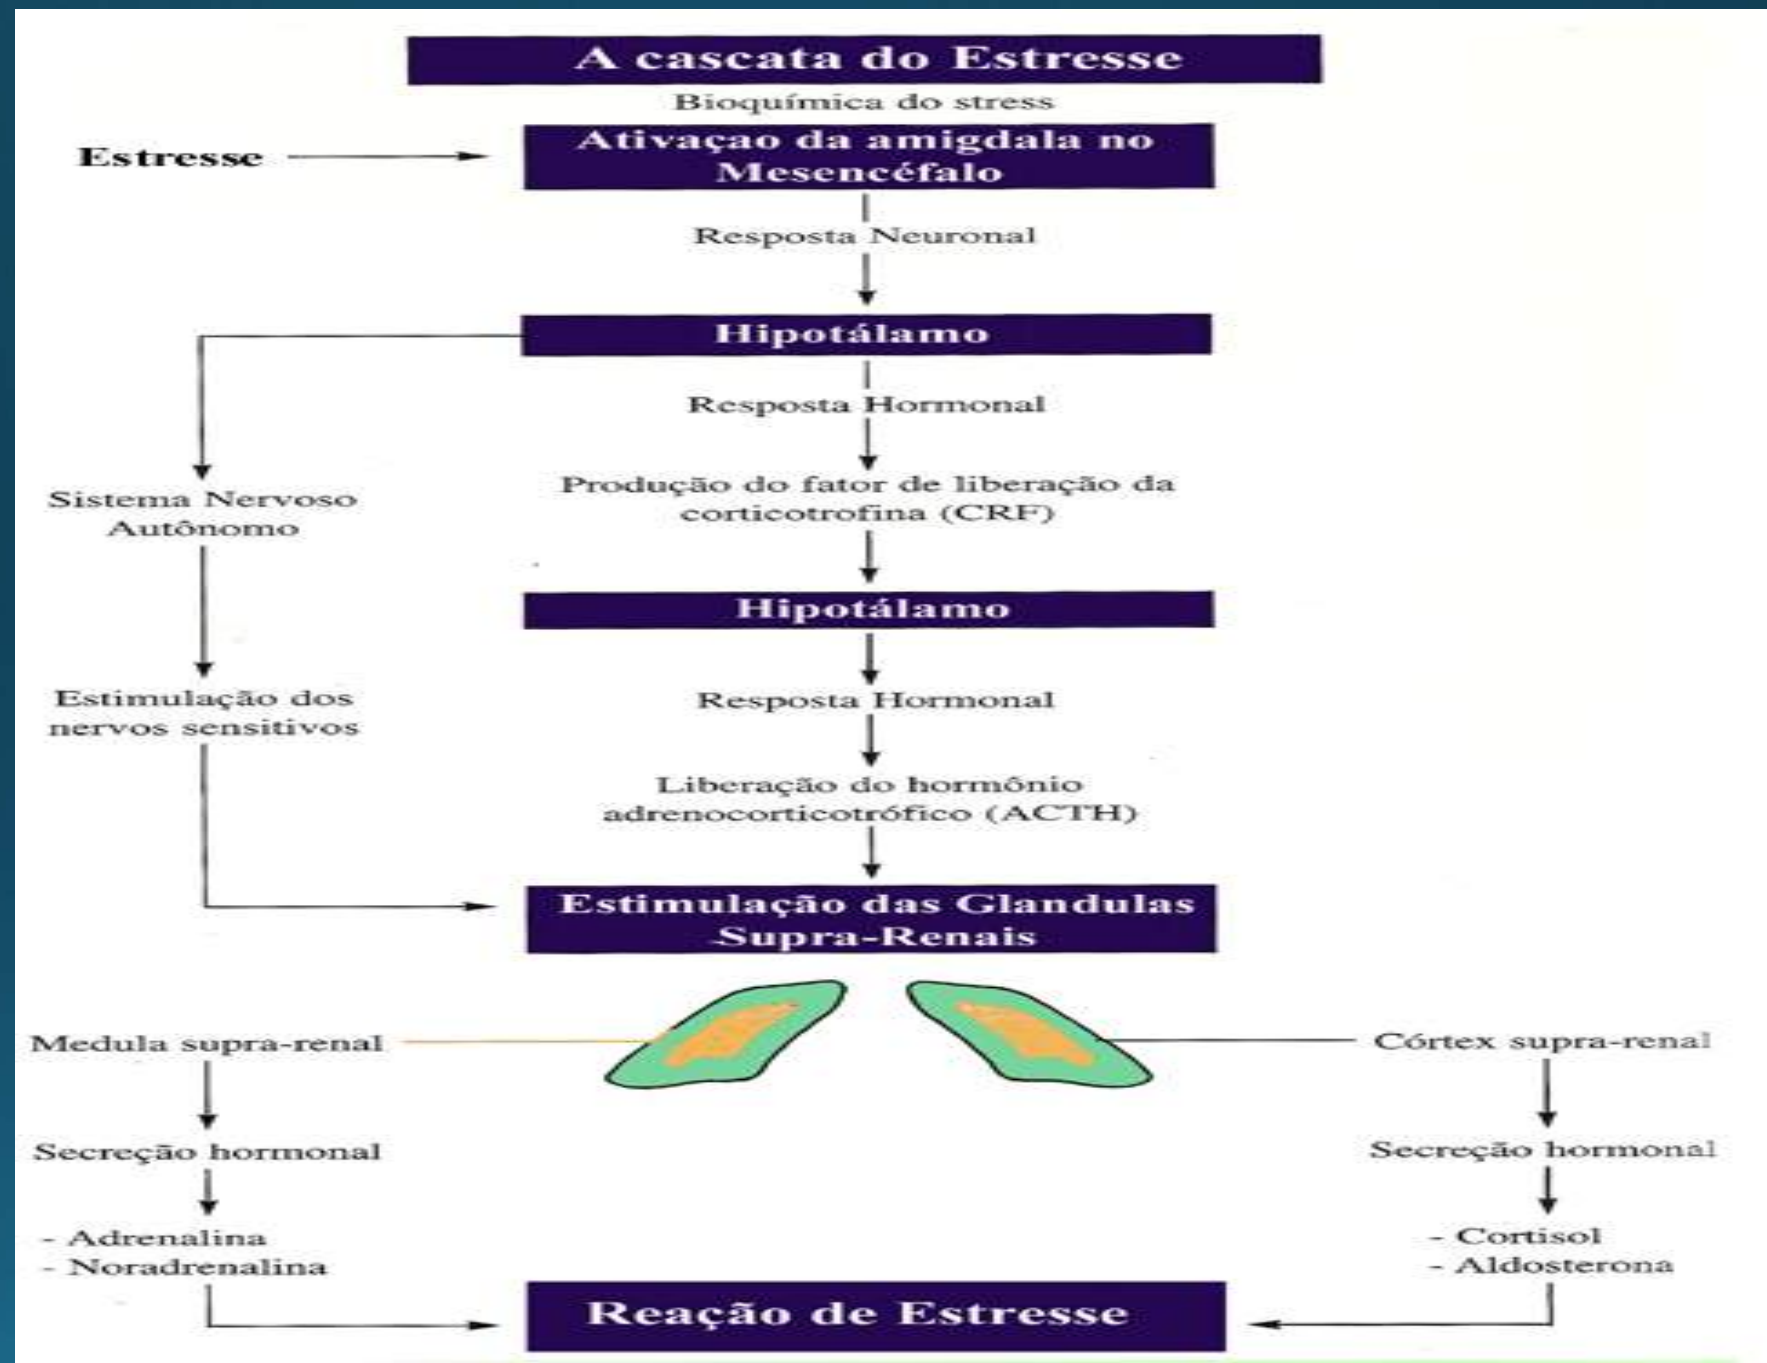 A cascata do Estresse
Bioquímica do stress
Estresse
Ativaçao da amigdala no
Mesencéfalo
Resposta Neuronal
Hipotálamo
Resposta Hormonal
Sistema Nervoso
Autônomo
Produção do fator de liberação da
corticotrofina (CRF)
Hipotálamo
Estimulação dos
nervos sensitivos
Resposta Hormonal
Liberação do hormônio
adrenocorticotrófico (ACTH)
Estimulação das Glandulas
Supra-Renais
Medula supra-renal
Córtex supra-renal
Secreção hormonal
Secreção hormonal
- Adrenalina
- Noradrenalina
- Cortisol
- Aldosterona
Reação de Estresse